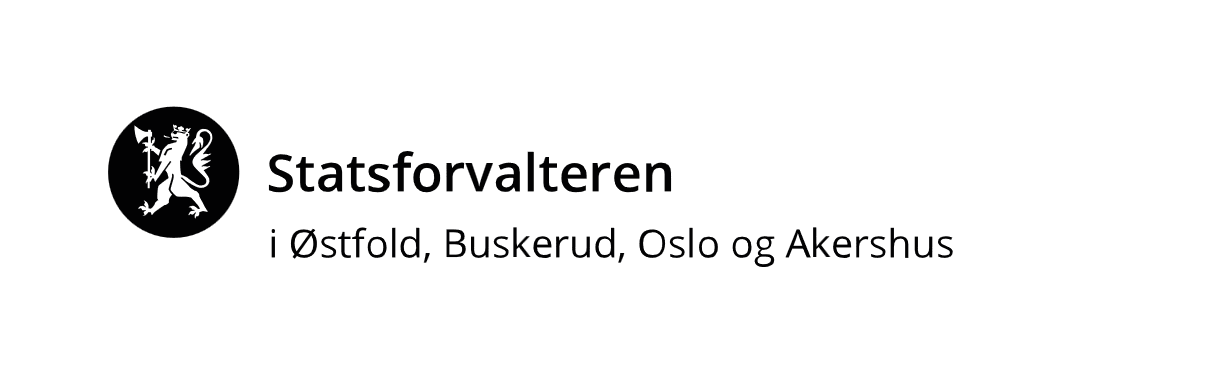 Statsforvalteren
i Østfold, Buskerud, Oslo og Akershus